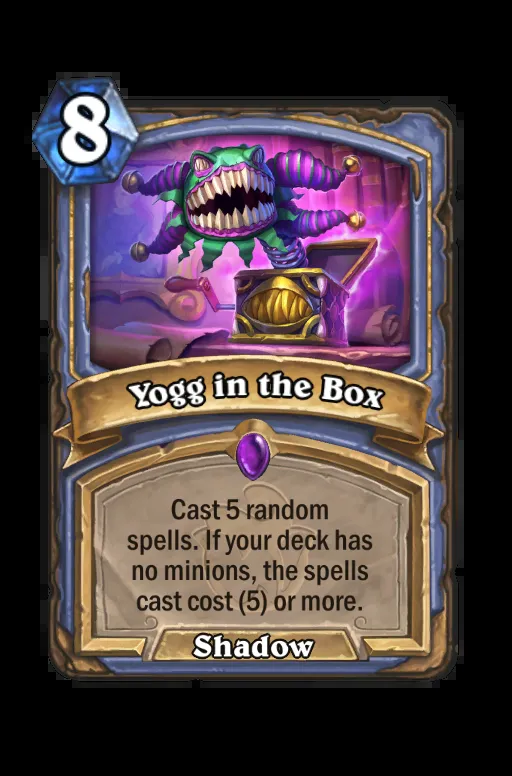 8
Yogg in the Box
Cast 5 random
spells. If your deck has
no minions, the spells
cast cost (5) or more.
Shadow